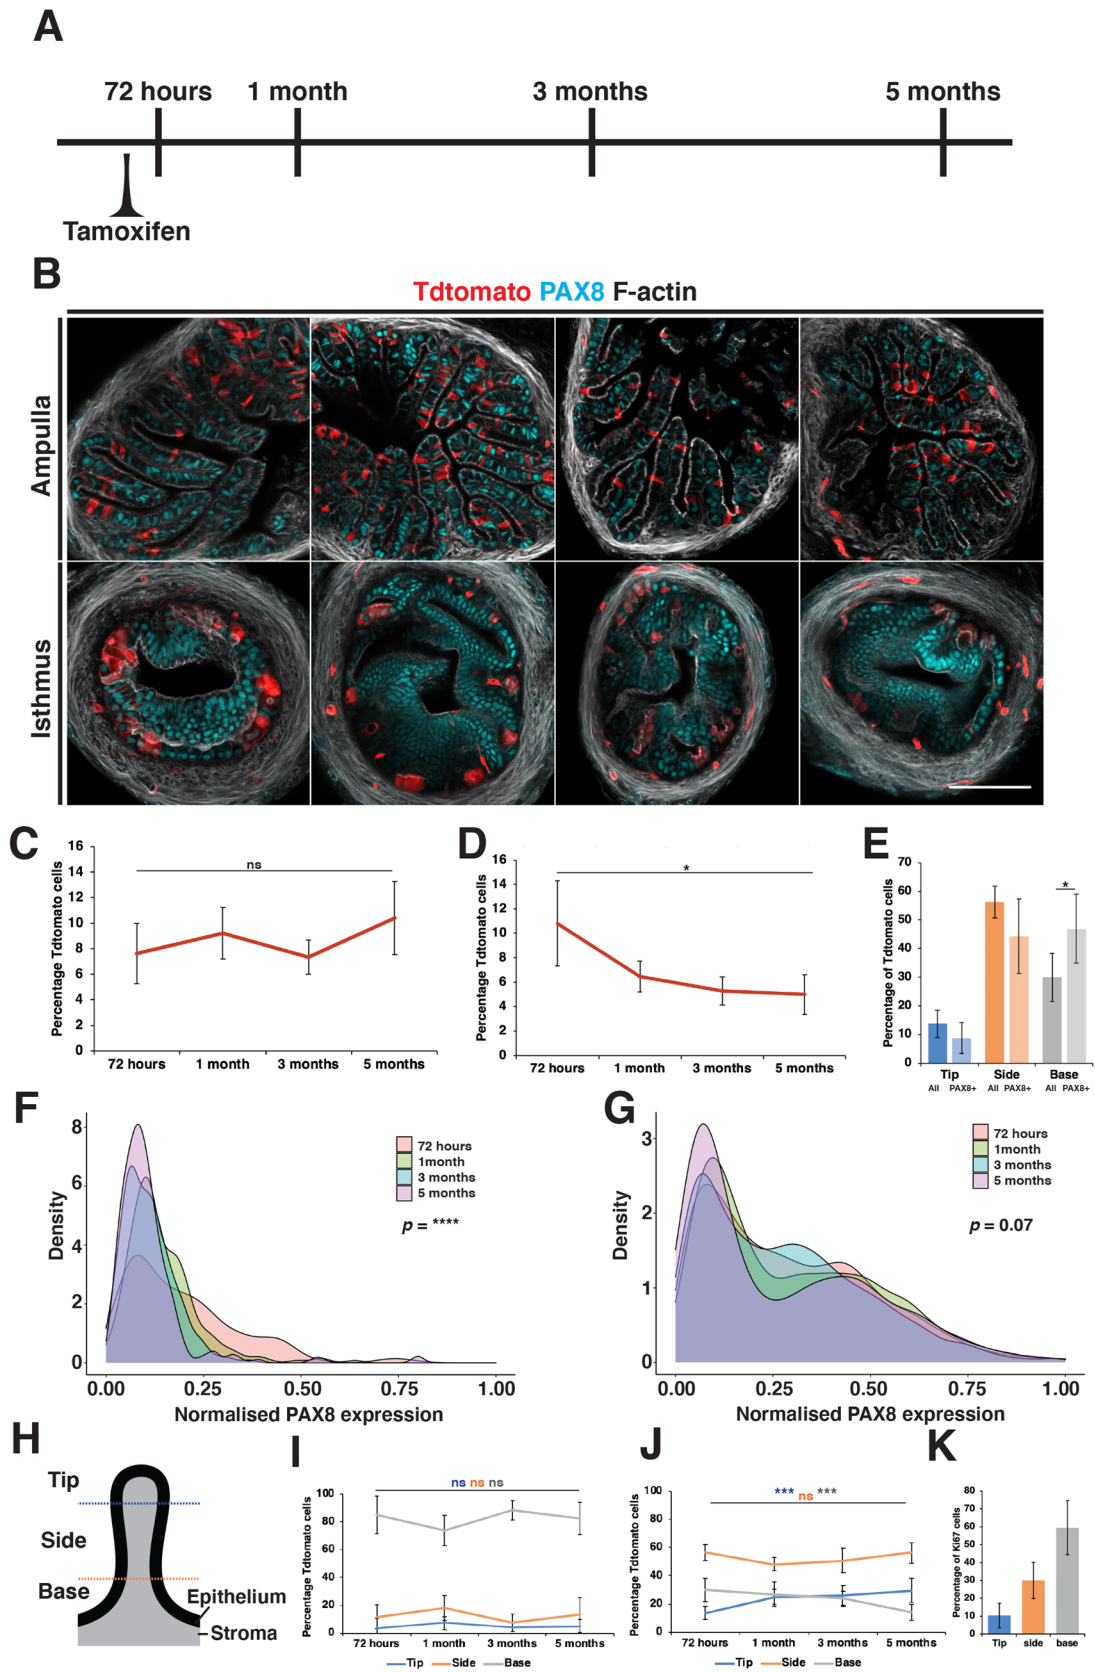 A
72 hours 1 month 3 months 5 months
Tamoxifen
B
Tdtomato PAX8 F-actin
Ampulla
Isthmus
C
Percentage Tdtomato cells
16
14
12
10
8
6
4
2
0
ns
72 hours 1 month 3 months 5 months
D
Percentage Tdtomato cells
16
14
12
10
8
6
4
2
0
*
72 hours 1 month 3 months 5 months
E
Percentage of Tdtomato cells
70
60
50
40
30
20
10
0
*
Tip Side Base
All PAX8+ All PAX8+ All PAX8+
F
Density
8
6
4
2
0
72 hours
1month
3 months
5 months
p = ****
0.00 0.25 0.50 0.75 1.00
Normalised PAX8 expression
G
Density
3
2
1
0
72 hours
1month
3 months
5 months
p = 0.07
0.00 0.25 0.50 0.75 1.00
Normalised PAX8 expression
H
Tip
Side
Base
Epithelium
Stroma
I
Percentage Tdtomato cells
100
80
60
40
20
0
ns ns ns
72 hours 1 month 3 months 5 months
Tip Side Base
J
Percentage Tdtomato cells
100
80
60
40
20
0
*** ns ***
72 hours 1 month 3 months 5 months
Tip Side Base
K
Percentage of Ki67 cells
80
70
60
50
40
30
20
10
0
Tip side base